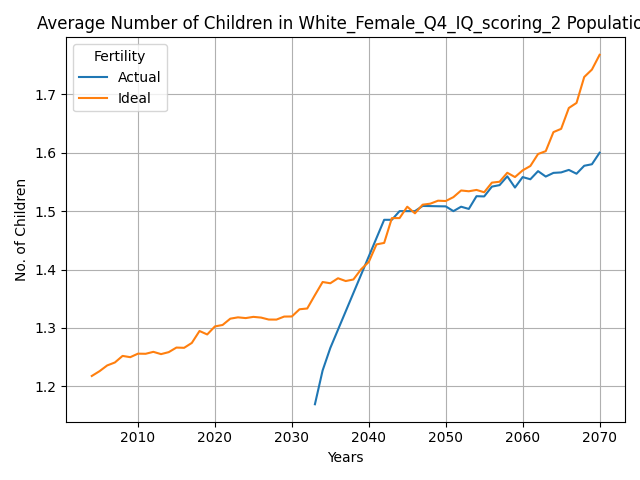 Average Number of Children in White_Female_Q4_IQ_scoring_2 Populatio
Fertility
Actual
Ideal
No. of Children
1.7
1.6
1.5
1.4
1.3
1.2
2010 2020 2030 2040 2050 2060 2070
Years